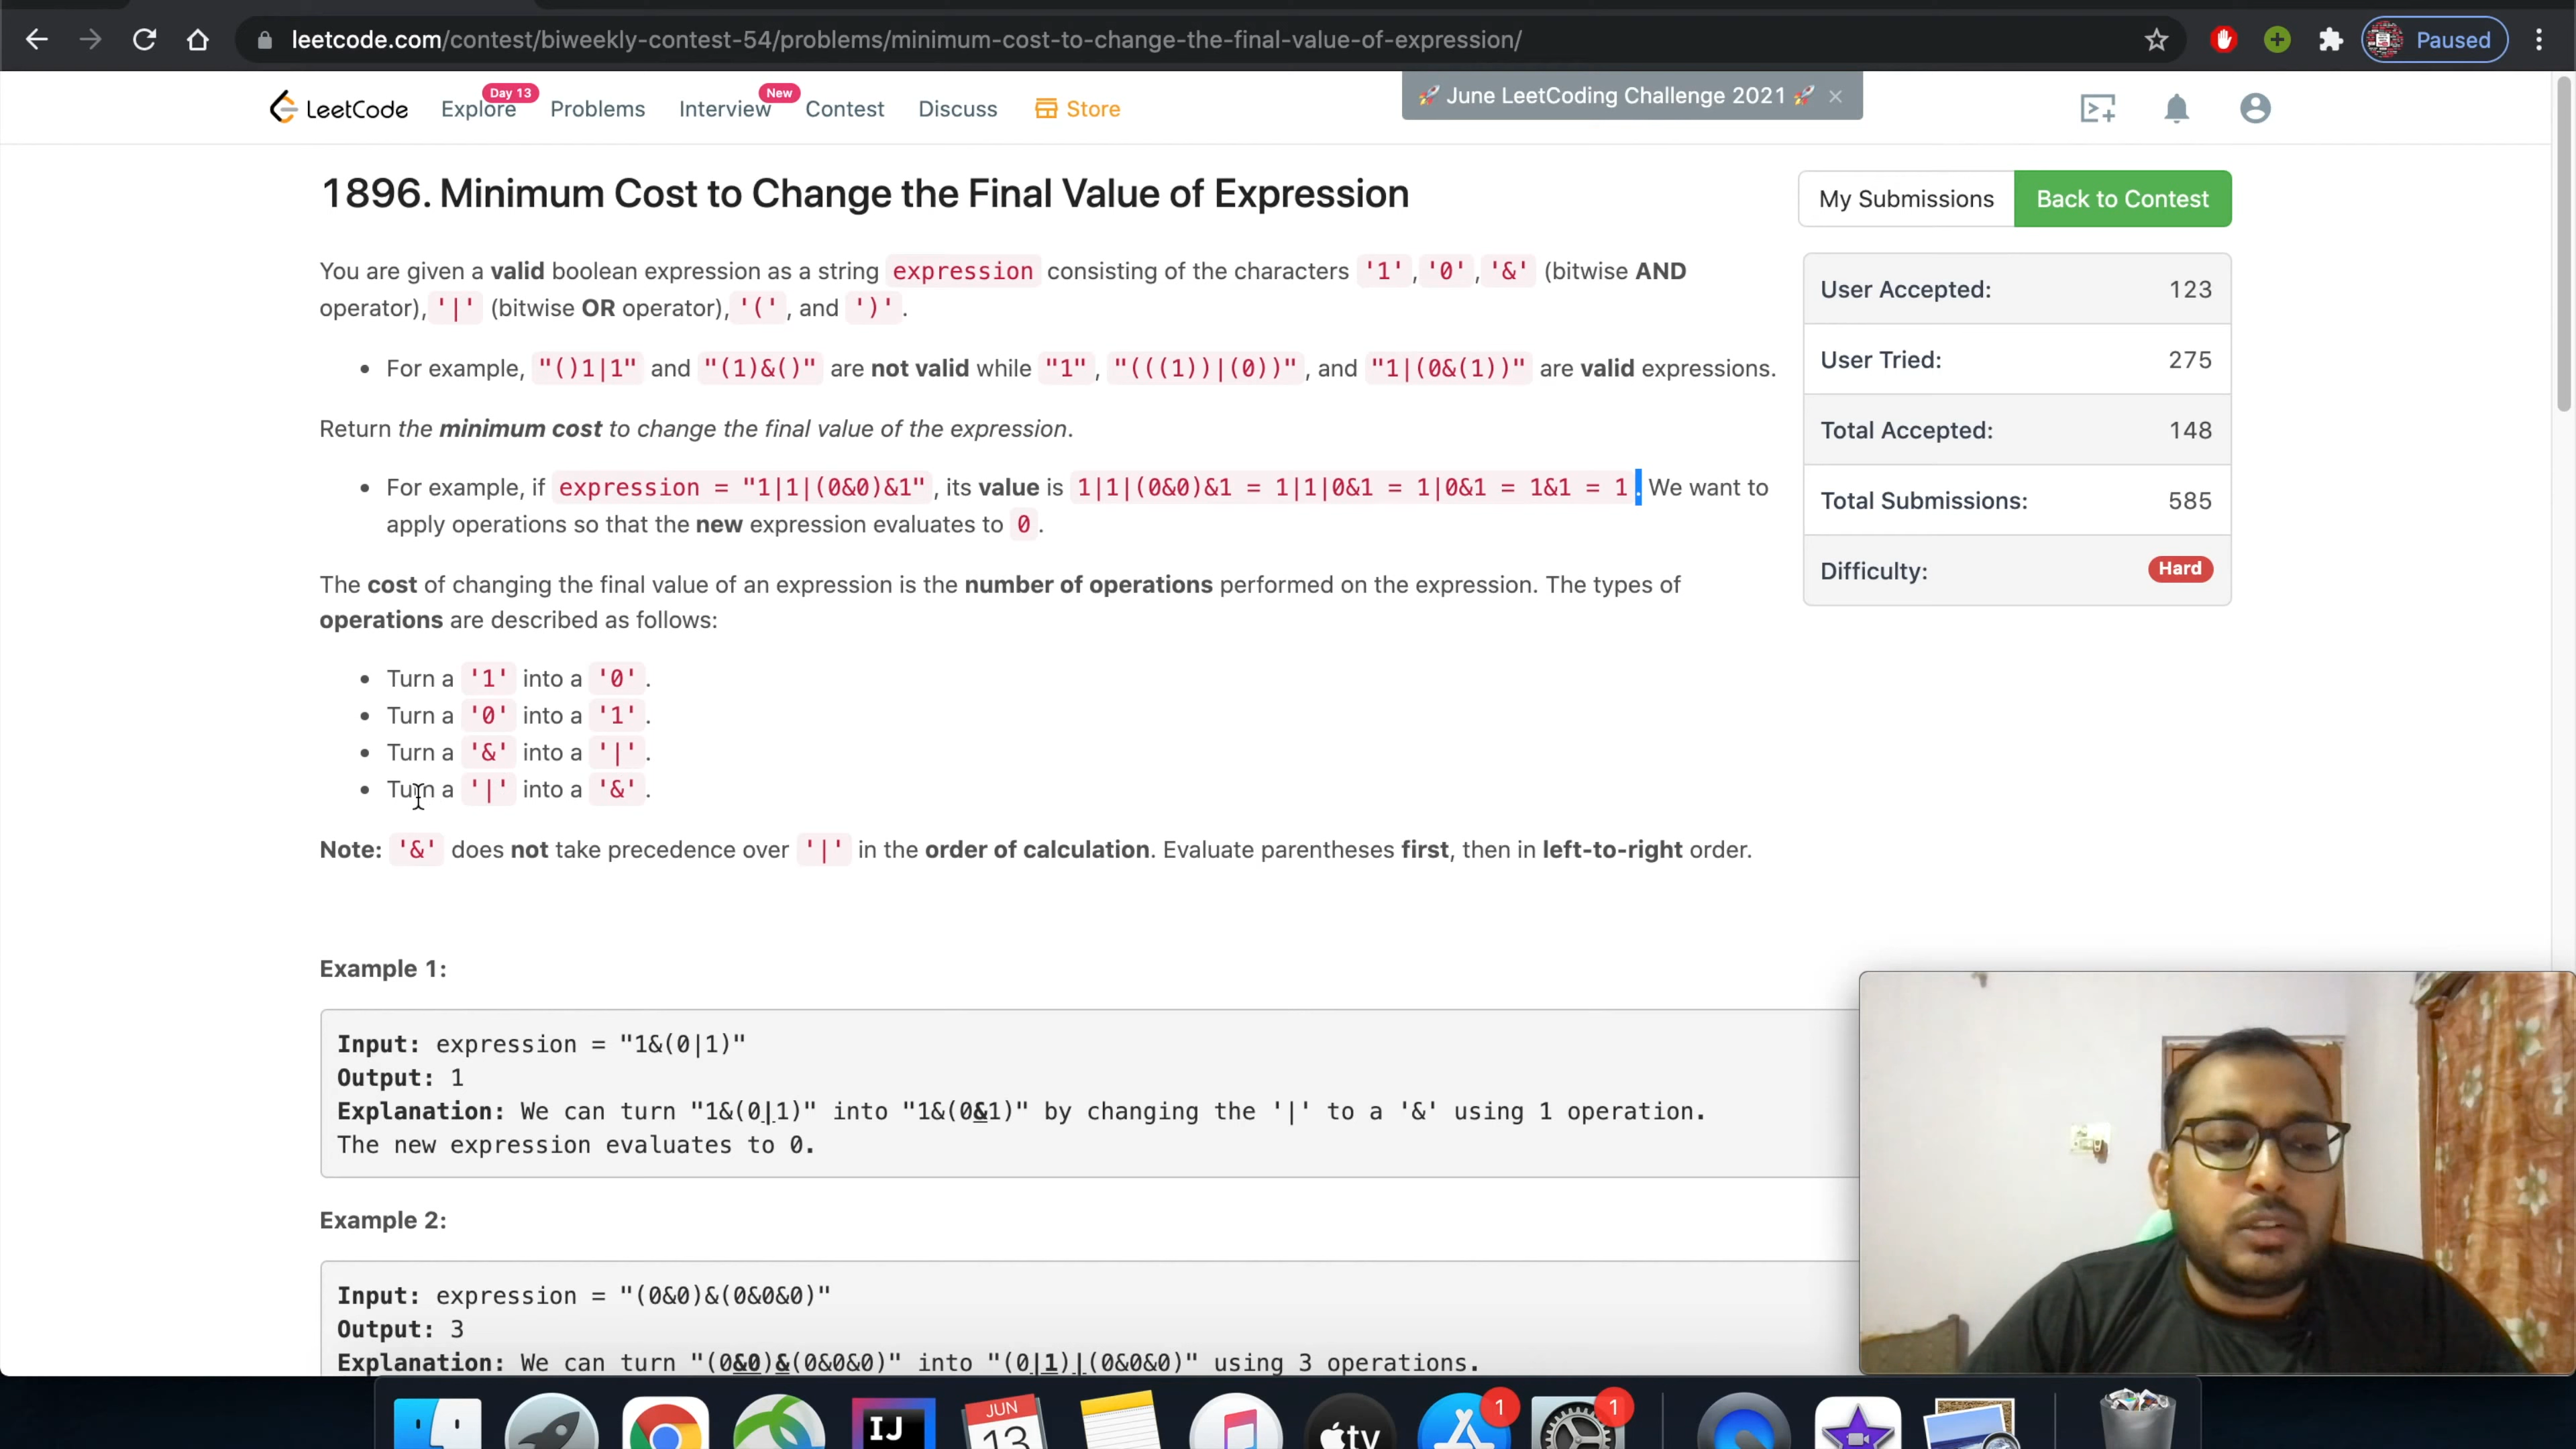 leetcode.com/contest/biweekly-contest-54/problems/minimum-cost-to-change-the-final-value-of-expression/
Paused
LeetCode Explore Day 13 Problems Interview New Contest Discuss Store
🚀 June LeetCoding Challenge 2021 🚀 ×
1896. Minimum Cost to Change the Final Value of Expression
My Submissions Back to Contest
You are given a valid boolean expression as a string expression consisting of the characters '1','0','&' (bitwise AND
operator),'|' (bitwise OR operator),'(', and ')'.
• For example, "()1|1" and "(1)&()" are not valid while "1", "(((1))|(0))", and "1|(0&(1))" are valid expressions.
Return the minimum cost to change the final value of the expression.
• For example, if expression = "1|1|(0&0)&1", its value is 1|1|(0&0)&1 = 1|1|0&1 = 1|0&1 = 1&1 = 1. We want to
apply operations so that the new expression evaluates to 0.
The cost of changing the final value of an expression is the number of operations performed on the expression. The types of
operations are described as follows:
• Turn a '1' into a '0'.
• Turn a '0' into a '1'.
• Turn a '&' into a '|'.
• Turn a '|' into a '&'.
Note: '&' does not take precedence over '|' in the order of calculation. Evaluate parentheses first, then in left-to-right order.
User Accepted: 123
User Tried: 275
Total Accepted: 148
Total Submissions: 585
Difficulty: Hard
Example 1:
Input: expression = "1&(0|1)"
Output: 1
Explanation: We can turn "1&(0|1)" into "1&(0&1)" by changing the '|' to a '&' using 1 operation.
The new expression evaluates to 0.
Example 2:
Input: expression = "(0&0)&(0&0&0)"
Output: 3
Explanation: We can turn "(0&0)&(0&0&0)" into "(0|1)|(0&0&0)" using 3 operations.
IJ
JUN
13
tv
1
1